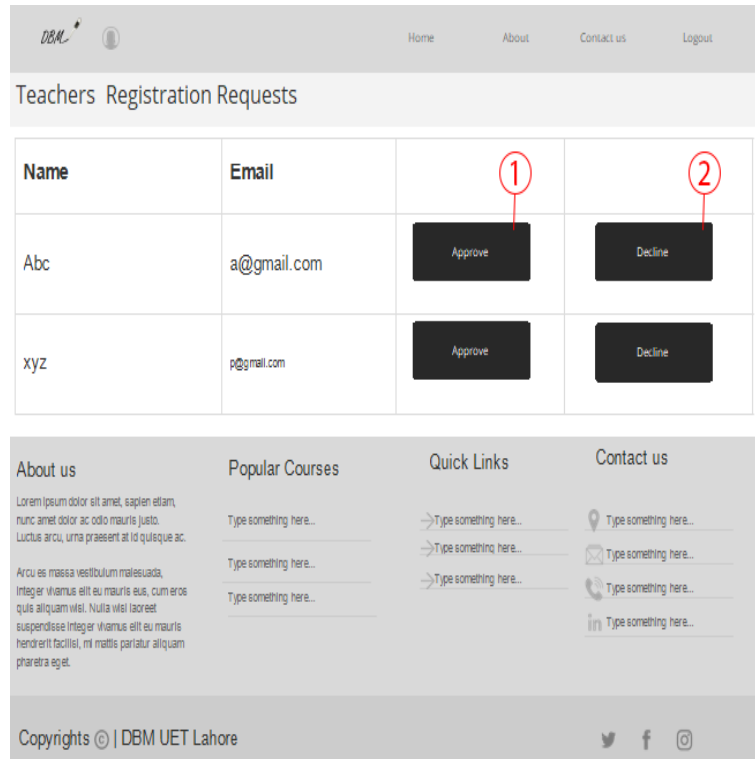 DBM
Home About Contact us Logout
Teachers Registration Requests
Name Email 1 2
Abc a@gmail.com Approve Decline
xyz p@gmail.com Approve Decline
About us
Lorem ipsum dolor sit amet, sapien etiam,
nunc amet dolor ac odio mauris justo.
Luctus arcu, urna praesent at id quisque ac.
Arcu es massa vestibulum malesuada,
integer vivamus elit eu mauris eus, cum eros
quis aliquam wisi. Nulla wisi laoreet
suspendisse integer vivamus elit eu mauris
hendrerit facilisi, mi mattis pariatur aliquam
pharetra eget.
Popular Courses
Type something here...
Type something here...
Type something here...
Quick Links
Type something here...
Type something here...
Type something here...
Contact us
Type something here...
Type something here...
Type something here...
in Type something here...
Copyrights © | DBM UET Lahore